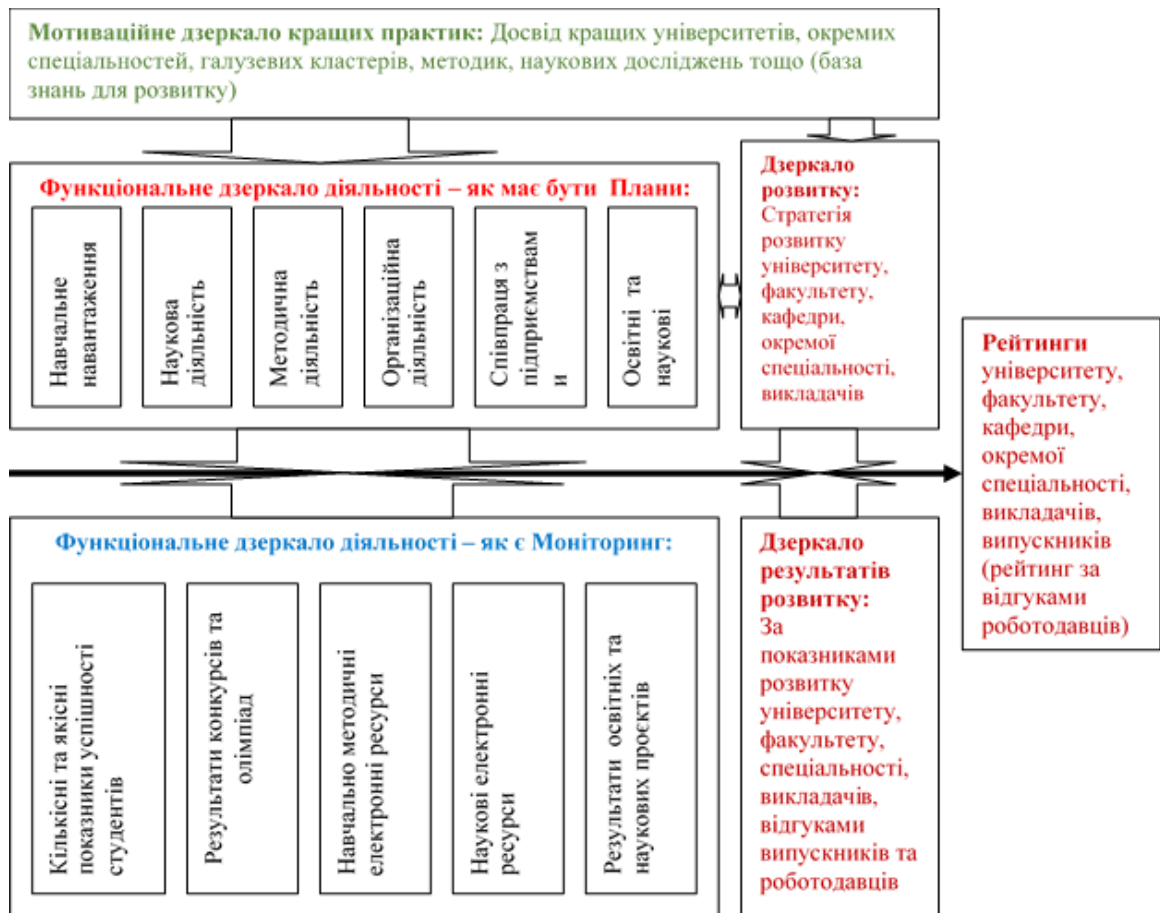 Мотиваційне дзеркало кращих практик: Досвід кращих університетів, окремих
спеціальностей, галузевих кластерів, методик, наукових досліджень тощо (база
знань для розвитку)
Функціональне дзеркало діяльності – як має бути Плани:
Навчальне
навантаження
Наукова
діяльність
Методична
діяльність
Організаційна
діяльність
Співпраця з
підприємствам
и
Освітні та
наукові
Дзеркало
розвитку:
Стратегія
розвитку
університету,
факультету,
кафедри,
окремої
спеціальності,
викладачів
Рейтинги
університету,
факультету,
кафедри,
окремої
спеціальності,
викладачів,
випускників
(рейтинг за
відгуками
роботодавців)
Функціональне дзеркало діяльності – як є Моніторинг:
Кількісні та якісні
показники успішності
студентів
Результати конкурсів та
олімпіад
Навчально методичні
електронні ресурси
Наукові електронні
ресурси
Результати освітніх та
наукових проєктів
Дзеркало
результатів
розвитку:
За
показниками
розвитку
університету,
факультету,
спеціальності,
викладачів,
відгуками
випускників та
роботодавців